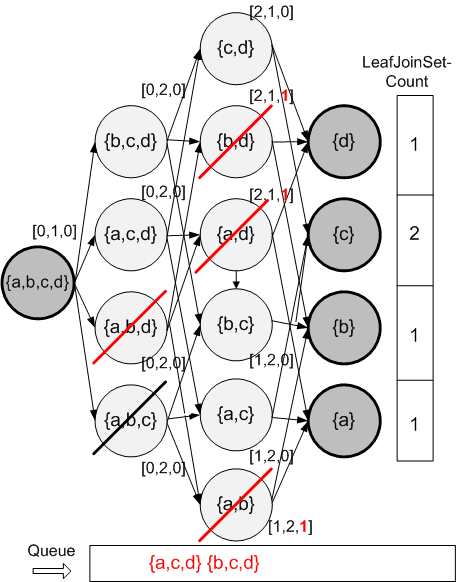 [2,1,0]
{c,d}
LeafJoinSet-
Count
[0,2,0]
[2,1,1]
{b,c,d}
{b,d}
{d}
1
[0,2,0]
[2,1,1]
[0,1,0]
{a,c,d}
{a,d}
{c}
2
{a,b,c,d}
{a,b,d}
{b,c}
{b}
1
[0,2,0]
[1,2,0]
{a,b,c}
{a,c}
{a}
1
[0,2,0]
[1,2,0]
{a,b}
[1,2,1]
Queue
{a,c,d} {b,c,d}